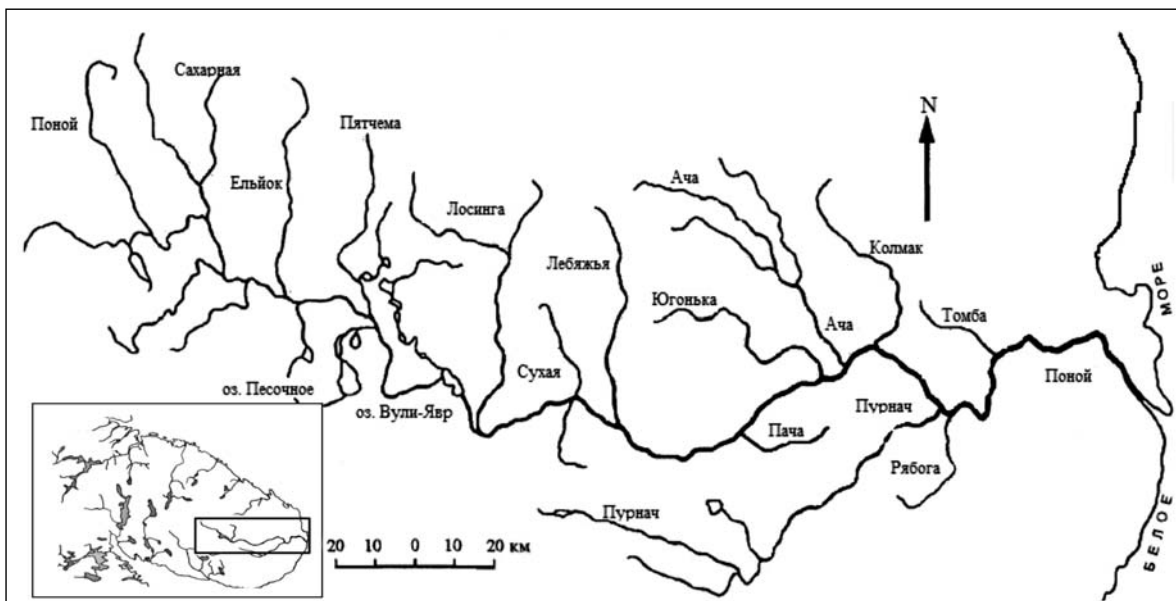 Сахарная
Поной
Пятчема
N
Ельйок
Ача
Лосинга
Колмак
Лебяжья
МОРЕ
Югонька
Томба
Ача
Сухая
Поной
оз. Песочное
оз. Вули-Явр
Пурнач
Пача
Рябога
Пурнач
20 10 0 20 км
БЕЛОЕ